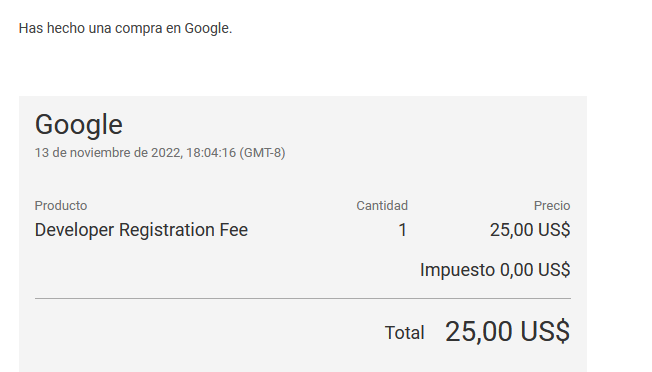 Has hecho una compra en Google.
Google
13 de noviembre de 2022, 18:04:16 (GMT-8)
Producto Cantidad Precio
Developer Registration Fee 1 25,00 US$
Impuesto 0,00 US$
Total 25,00 US$